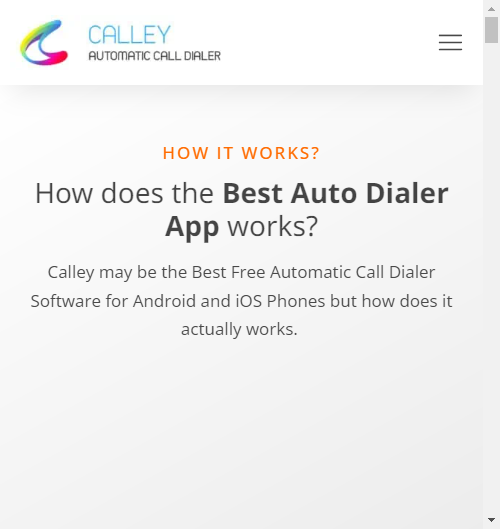 CALLEY
AUTOMATIC CALL DIALER
HOW IT WORKS?
How does the Best Auto Dialer
App works?
Calley may be the Best Free Automatic Call Dialer
Software for Android and iOS Phones but how does it
actually works.